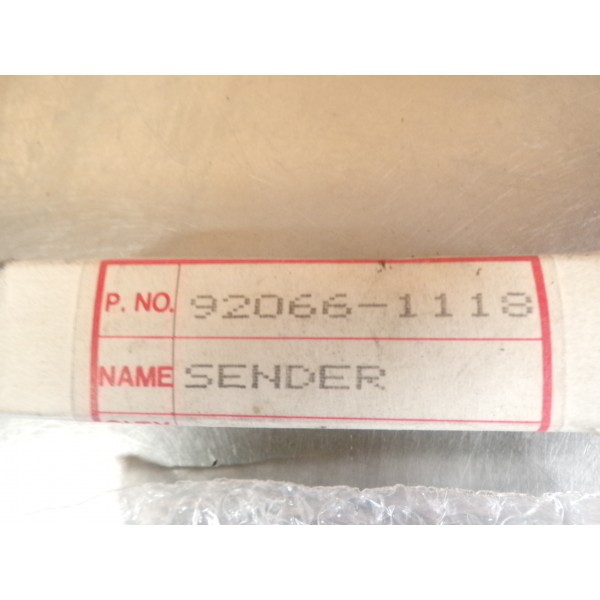 P. NO. 92066-1118
NAME SENDER